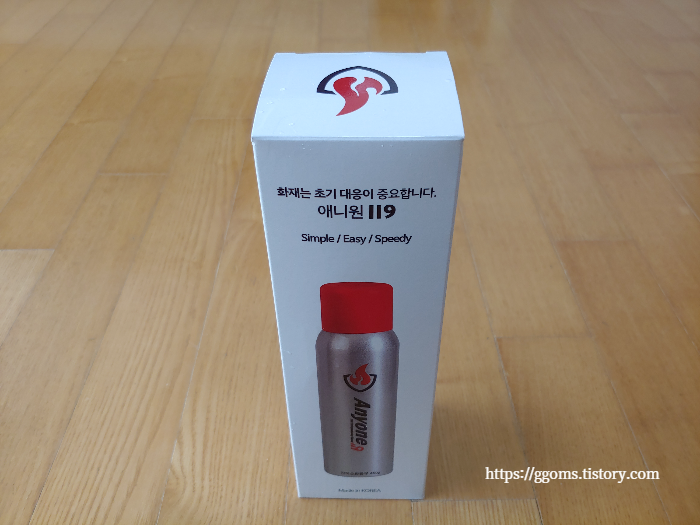 화재는 초기 대응이 중요합니다.
애니원 119
Simple / Easy / Speedy
Anyone
Made in KOREA
https://ggoms.tistory.com